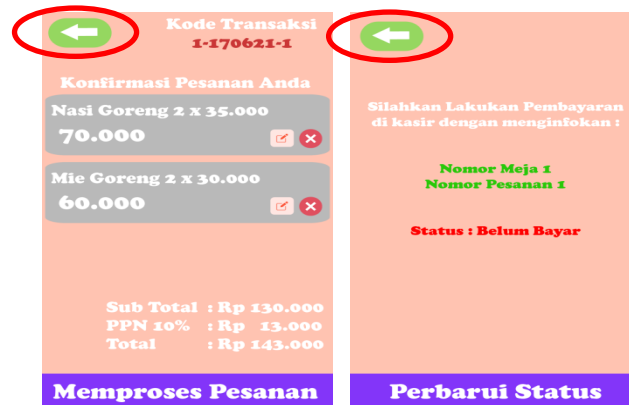 Kode Transaksi
1-170621-1
Konfirmasi Pesanan Anda
Nasi Goreng 2 x 35.000
70.000
Mie Goreng 2 x 30.000
60.000
Sub Total : Rp 130.000
PPN 10% : Rp 13.000
Total : Rp 143.000
Memproses Pesanan
Silahkan Lakukan Pembayaran
di kasir dengan menginfokan :
Nomor Meja 1
Nomor Pesanan 1
Status : Belum Bayar
Perbarui Status